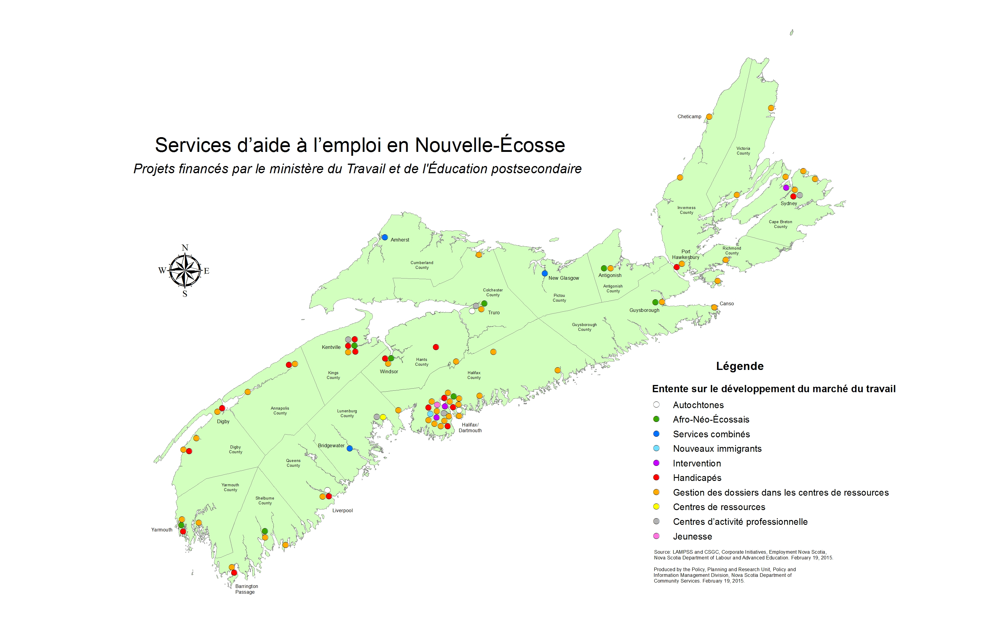 Services d’aide à l’emploi en Nouvelle-Écosse
Projets financés par le ministère du Travail et de l'Éducation postsecondaire
N
W
E
S
Cheticamp
Victoria
County
Sydney
Inverness
County
Cape Breton
County
Richmond
County
Port
Hawkesbury
Amherst
Cumberland
County
New Glasgow
Antigonish
Antigonish
County
Colchester
County
Pictou
County
Truro
Guysborough
Canso
Guysborough
County
Kentville
Hants
County
Windsor
Kings
County
Halifax
County
Annapolis
County
Lunenburg
County
Digby
Halifax/
Dartmouth
Digby
County
Bridgewater
Queens
County
Yarmouth
County
Shelburne
County
Liverpool
Yarmouth
Barrington
Passage
Légende
Entente sur le développement du marché du travail
Autochtones
Afro-Néo-Écossais
Services combinés
Nouveaux immigrants
Intervention
Handicapés
Gestion des dossiers dans les centres de ressources
Centres de ressources
Centres d’activité professionnelle
Jeunesse
Source: LAMPSS and CSGC, Corporate Initiatives, Employment Nova Scotia,
Nova Scotia Department of Labour and Advanced Education. February 19, 2015.
Produced by the Policy, Planning and Research Unit, Policy and
Information Management Division, Nova Scotia Department of
Community Services. February 19, 2015.